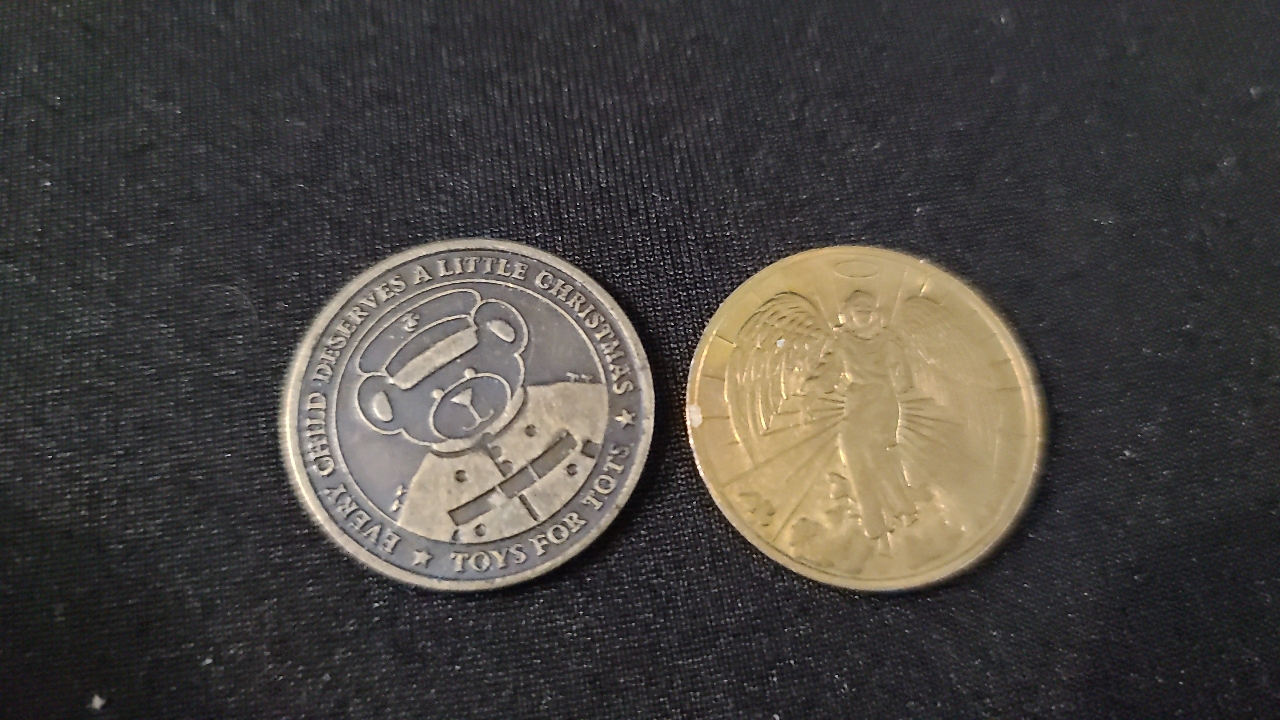 EVERY CHILD DESERVES A LITTLE CHRISTMAS
TOYS FOR TOTS